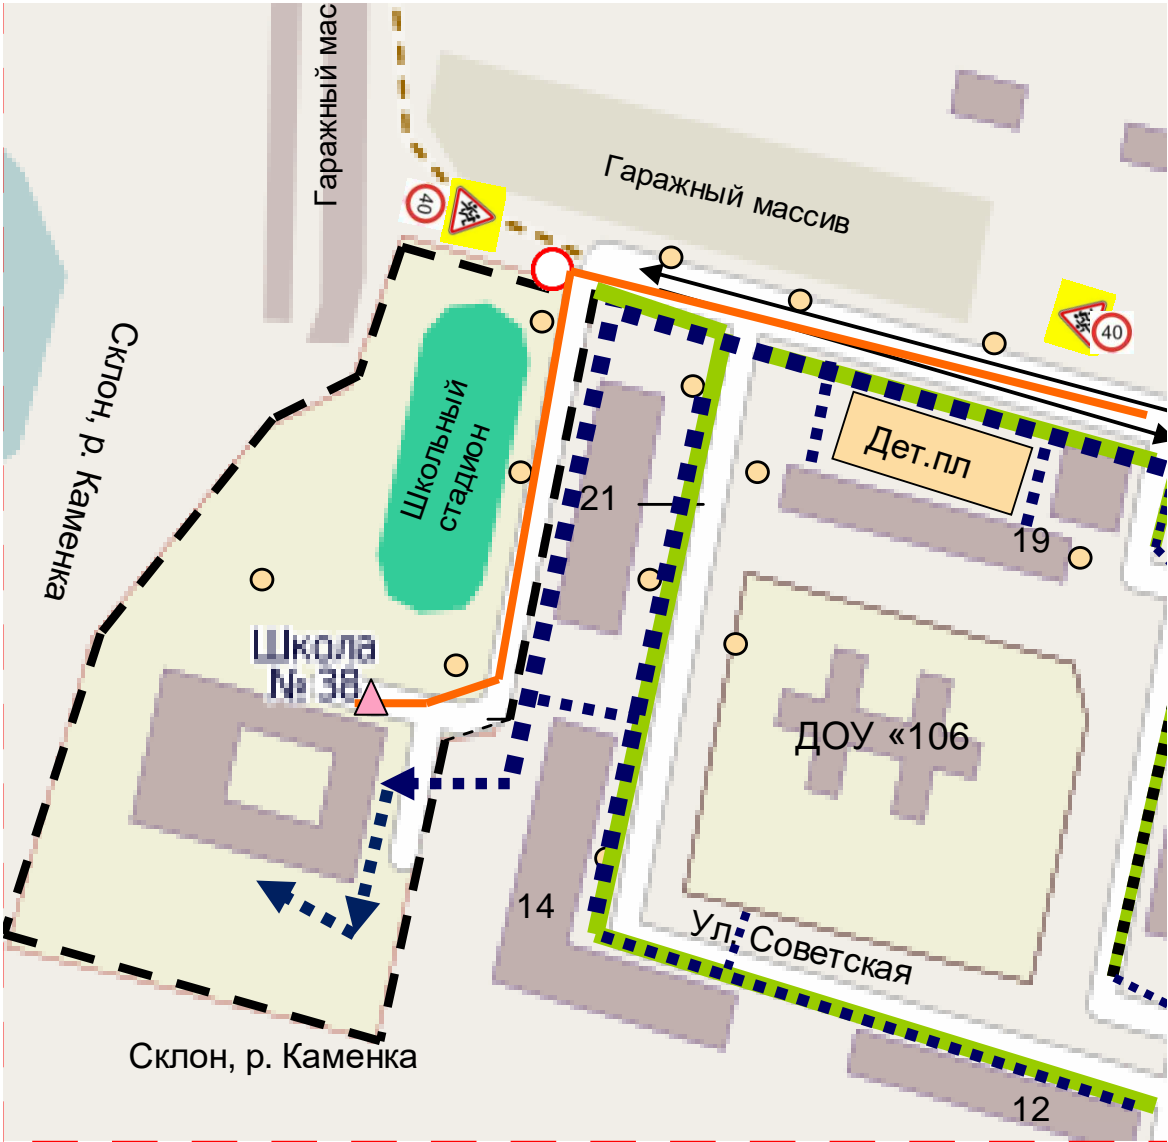 Гаражный мас
Гаражный массив
40
40
Склон, р. Каменка
Школьный
стадион
Дет.пл
21
19
Школа
№ 38
ДОУ «106
14
Ул. Советская
Склон, р. Каменка
12